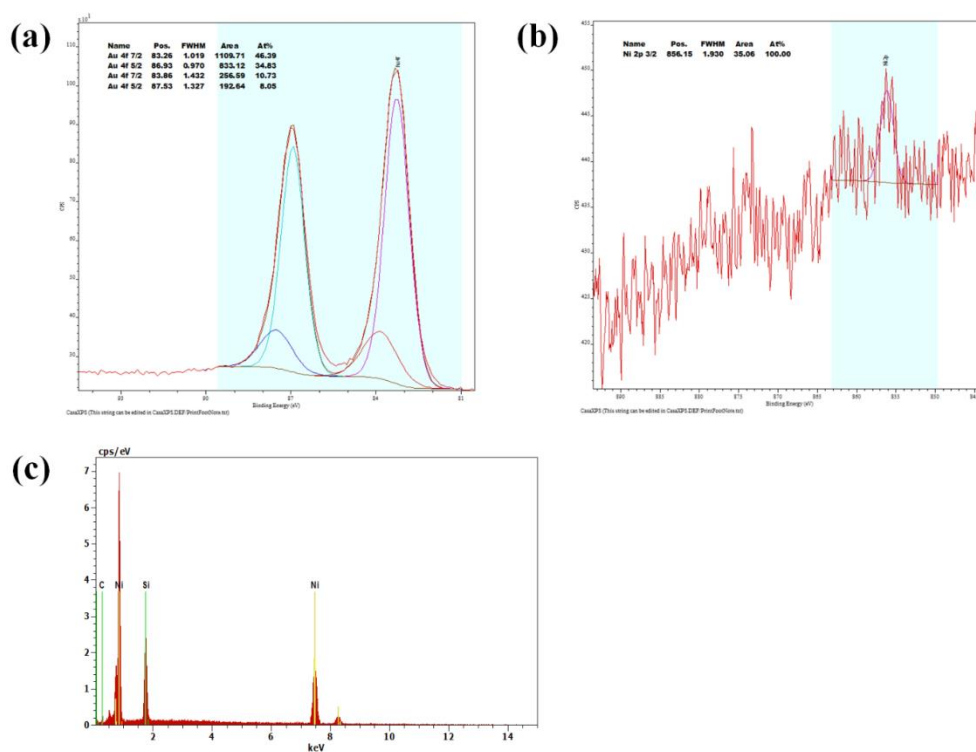 (a)
Name Pos. FWHM Area At%
Au 4f 7/2 83.26 1.019 1109.71 46.39
Au 4f 5/2 86.93 0.970 833.12 34.83
Au 4f 7/2 83.86 1.432 256.59 10.73
Au 4f 5/2 87.53 1.327 192.64 8.05
CPS
Binding Energy (eV)
CasaXPS (This string can be edited in CasaXPS.DEF/PrintFootNote.txt)
(b)
Name Pos. FWHM Area At%
Ni 2p 3/2 856.15 1.930 35.06 100.00
Ni 2p
CPS
Binding Energy (eV)
CasaXPS (This string can be edited in CasaXPS.DEF/PrintFootNote.txt)
(c)
cps/eV
7
6
5
4
3
2
1
0
C Ni Si Ni
2 4 6 8 10 12 14
keV